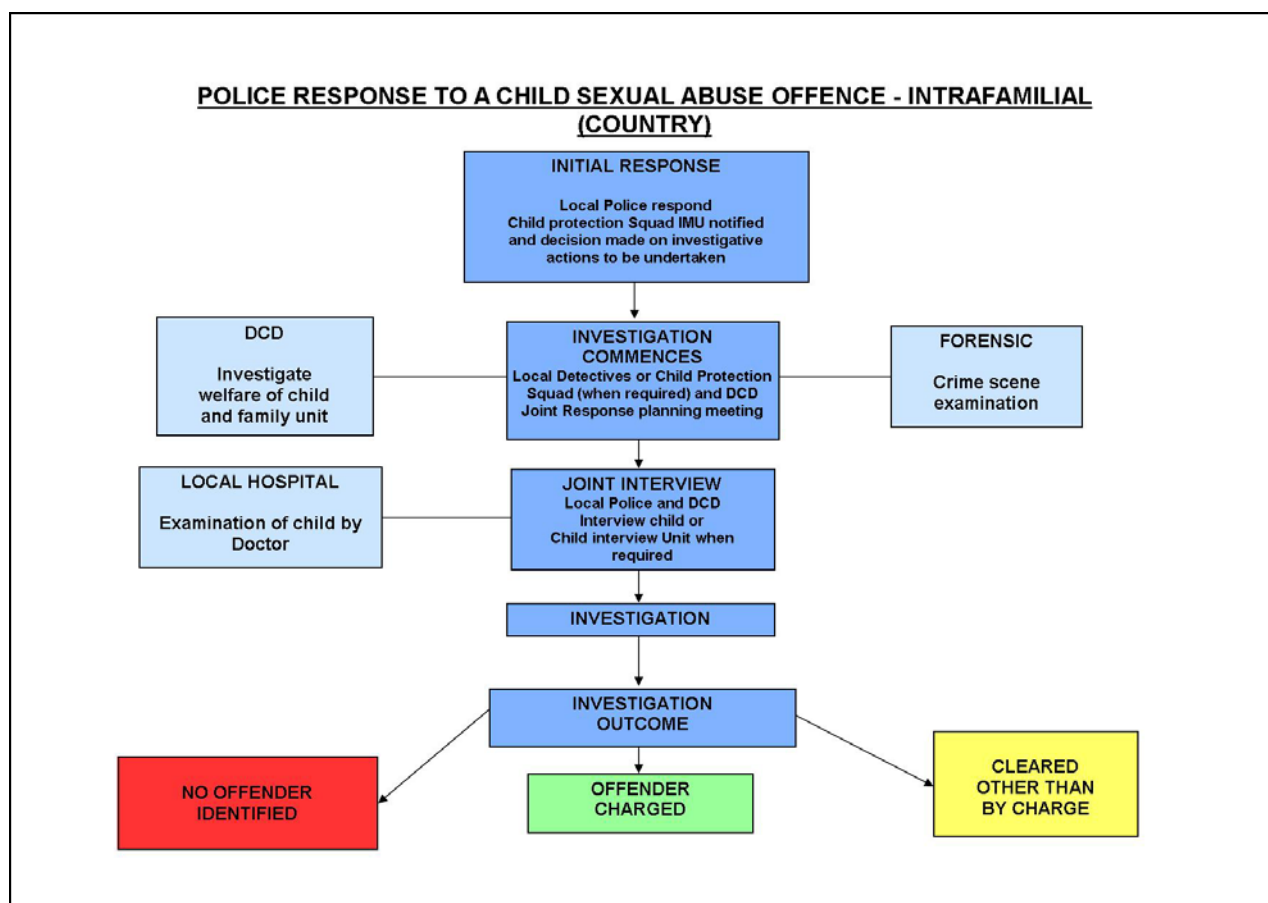 POLICE RESPONSE TO A CHILD SEXUAL ABUSE OFFENCE - INTRAFAMILIAL
(COUNTRY)
INITIAL RESPONSE
Local Police respond
Child protection Squad IMU notified
and decision made on investigative
actions to be undertaken
DCD
Investigate
welfare of child
and family unit
INVESTIGATION
COMMENCES
Local Detectives or Child Protection
Squad (when required) and DCD
Joint Response planning meeting
FORENSIC
Crime scene
examination
LOCAL HOSPITAL
Examination of child by
Doctor
JOINT INTERVIEW
Local Police and DCD
Interview child or
Child interview Unit when
required
INVESTIGATION
INVESTIGATION
OUTCOME
NO OFFENDER
IDENTIFIED
OFFENDER
CHARGED
CLEARED
OTHER THAN
BY CHARGE